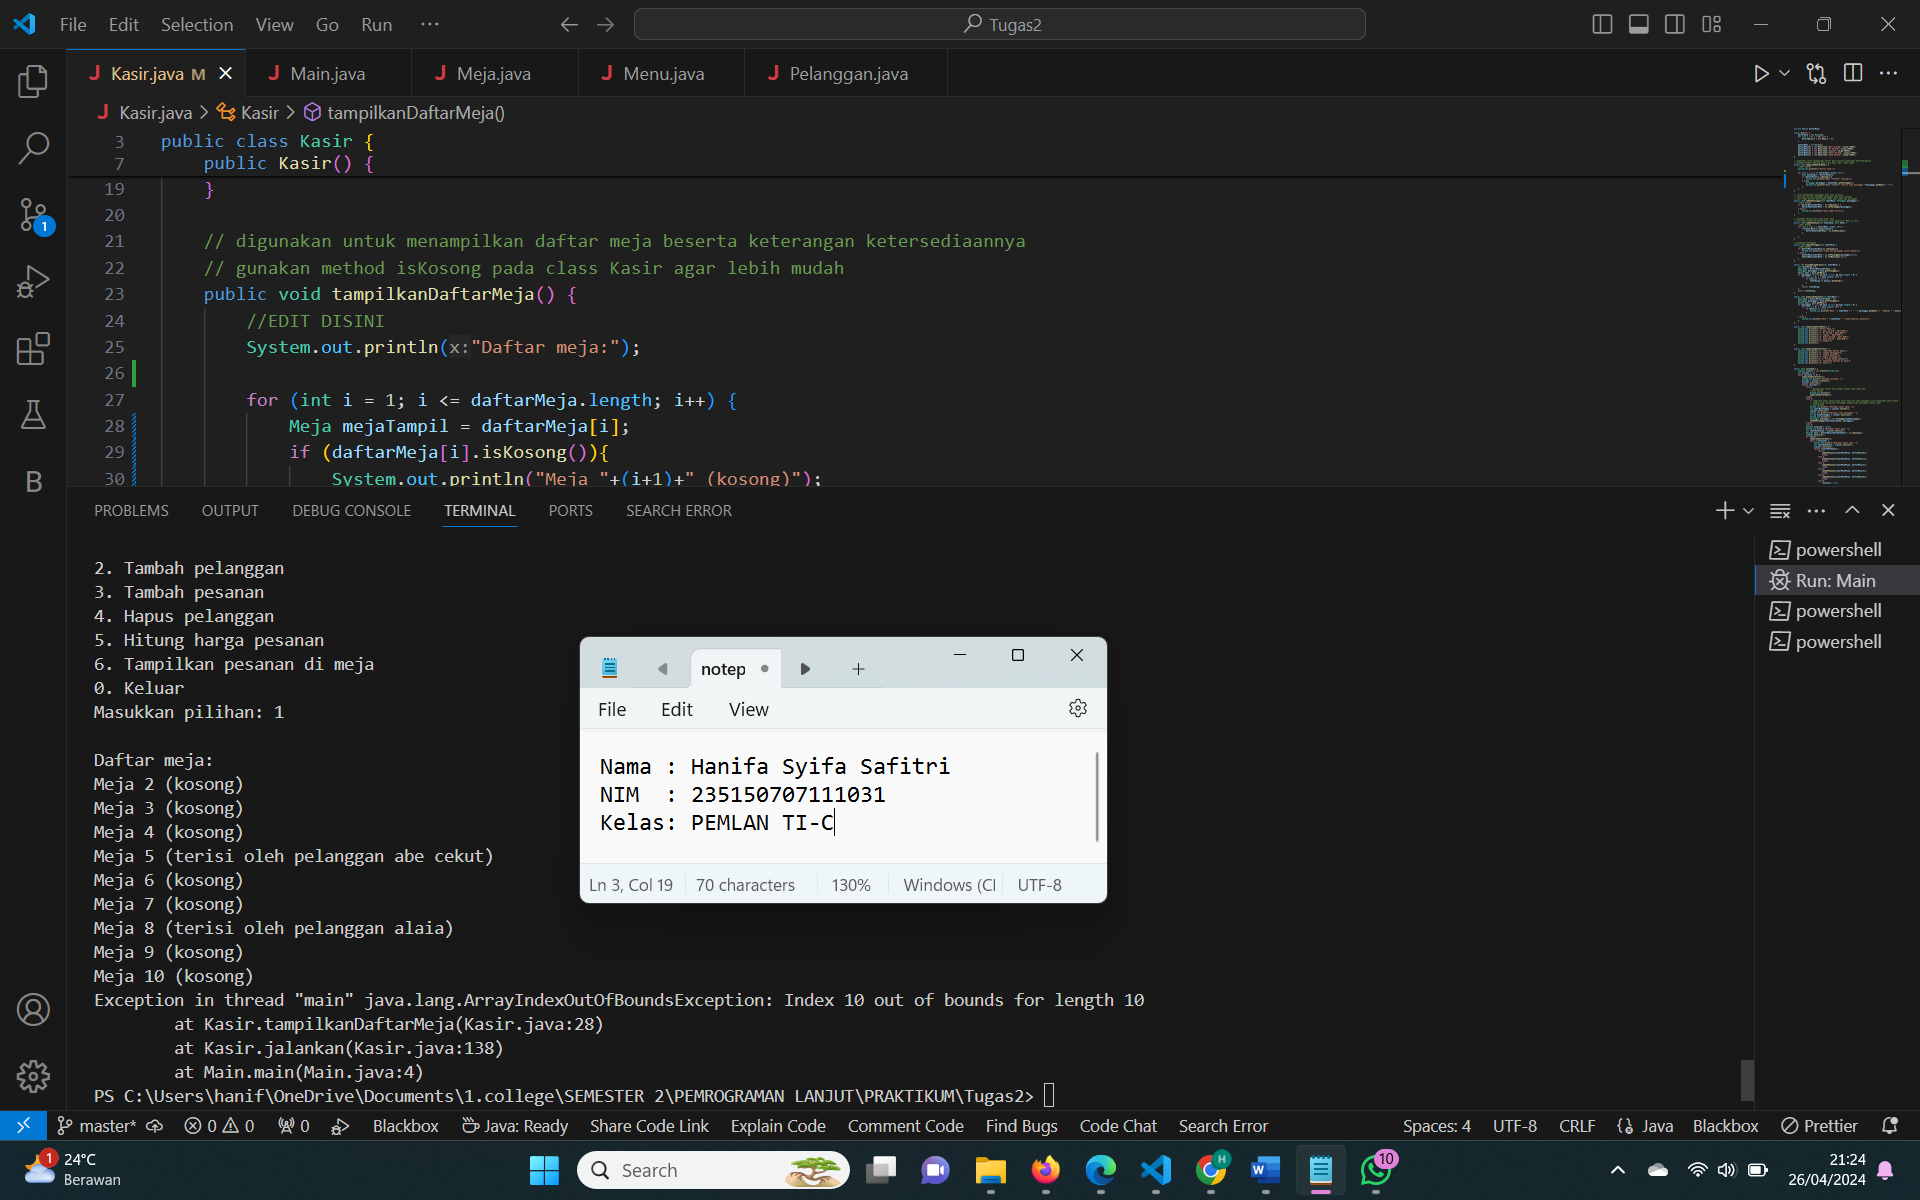 File Edit Selection View Go Run ··· Tugas2
Kasir.java M Main.java Meja.java Menu.java Pelanggan.java
Kasir.java > Kasir > tampilkanDaftarMeja()
3 public class Kasir {
7 public Kasir() {
19 }
20
21 // digunakan untuk menampilkan daftar meja beserta keterangan ketersediaannya
22 // gunakan method isKosong pada class Kasir agar lebih mudah
23 public void tampilkanDaftarMeja() {
24 //EDIT DISINI
25 System.out.println(x:"Daftar meja:");
26
27 for (int i = 1; i <= daftarMeja.length; i++) {
28 Meja mejaTampil = daftarMeja[i];
29 if (daftarMeja[i].isKosong()){
30 System.out.println("Meja "+(i+1)+" (kosong)");
PROBLEMS OUTPUT DEBUG CONSOLE TERMINAL PORTS SEARCH ERROR
powershell
Run: Main
powershell
powershell
2. Tambah pelanggan
3. Tambah pesanan
4. Hapus pelanggan
5. Hitung harga pesanan
6. Tampilkan pesanan di meja
0. Keluar
Masukkan pilihan: 1
Daftar meja:
Meja 2 (kosong)
Meja 3 (kosong)
Meja 4 (kosong)
Meja 5 (terisi oleh pelanggan abe cekut)
Meja 6 (kosong)
Meja 7 (kosong)
Meja 8 (terisi oleh pelanggan alaia)
Meja 9 (kosong)
Meja 10 (kosong)
Exception in thread "main" java.lang.ArrayIndexOutOfBoundsException: Index 10 out of bounds for length 10
at Kasir.tampilkanDaftarMeja(Kasir.java:28)
at Kasir.jalankan(Kasir.java:138)
at Main.main(Main.java:4)
PS C:\Users\hanif\OneDrive\Documents\1.college\SEMESTER 2\PEMROGRAMAN LANJUT\PRAKTIKUM\Tugas2>
notep
File Edit View
Nama : Hanifa Syifa Safitri
NIM : 235150707111031
Kelas: PEMLAN TI-C
Ln 3, Col 19 70 characters 130% Windows (Cl UTF-8
master* 0 0 0 Blackbox Java: Ready Share Code Link Explain Code Comment Code Find Bugs Code Chat Search Error Spaces: 4 UTF-8 CRLF Java Blackbox Prettier
1 24°C
Berawan
Search
10
21:24
26/04/2024